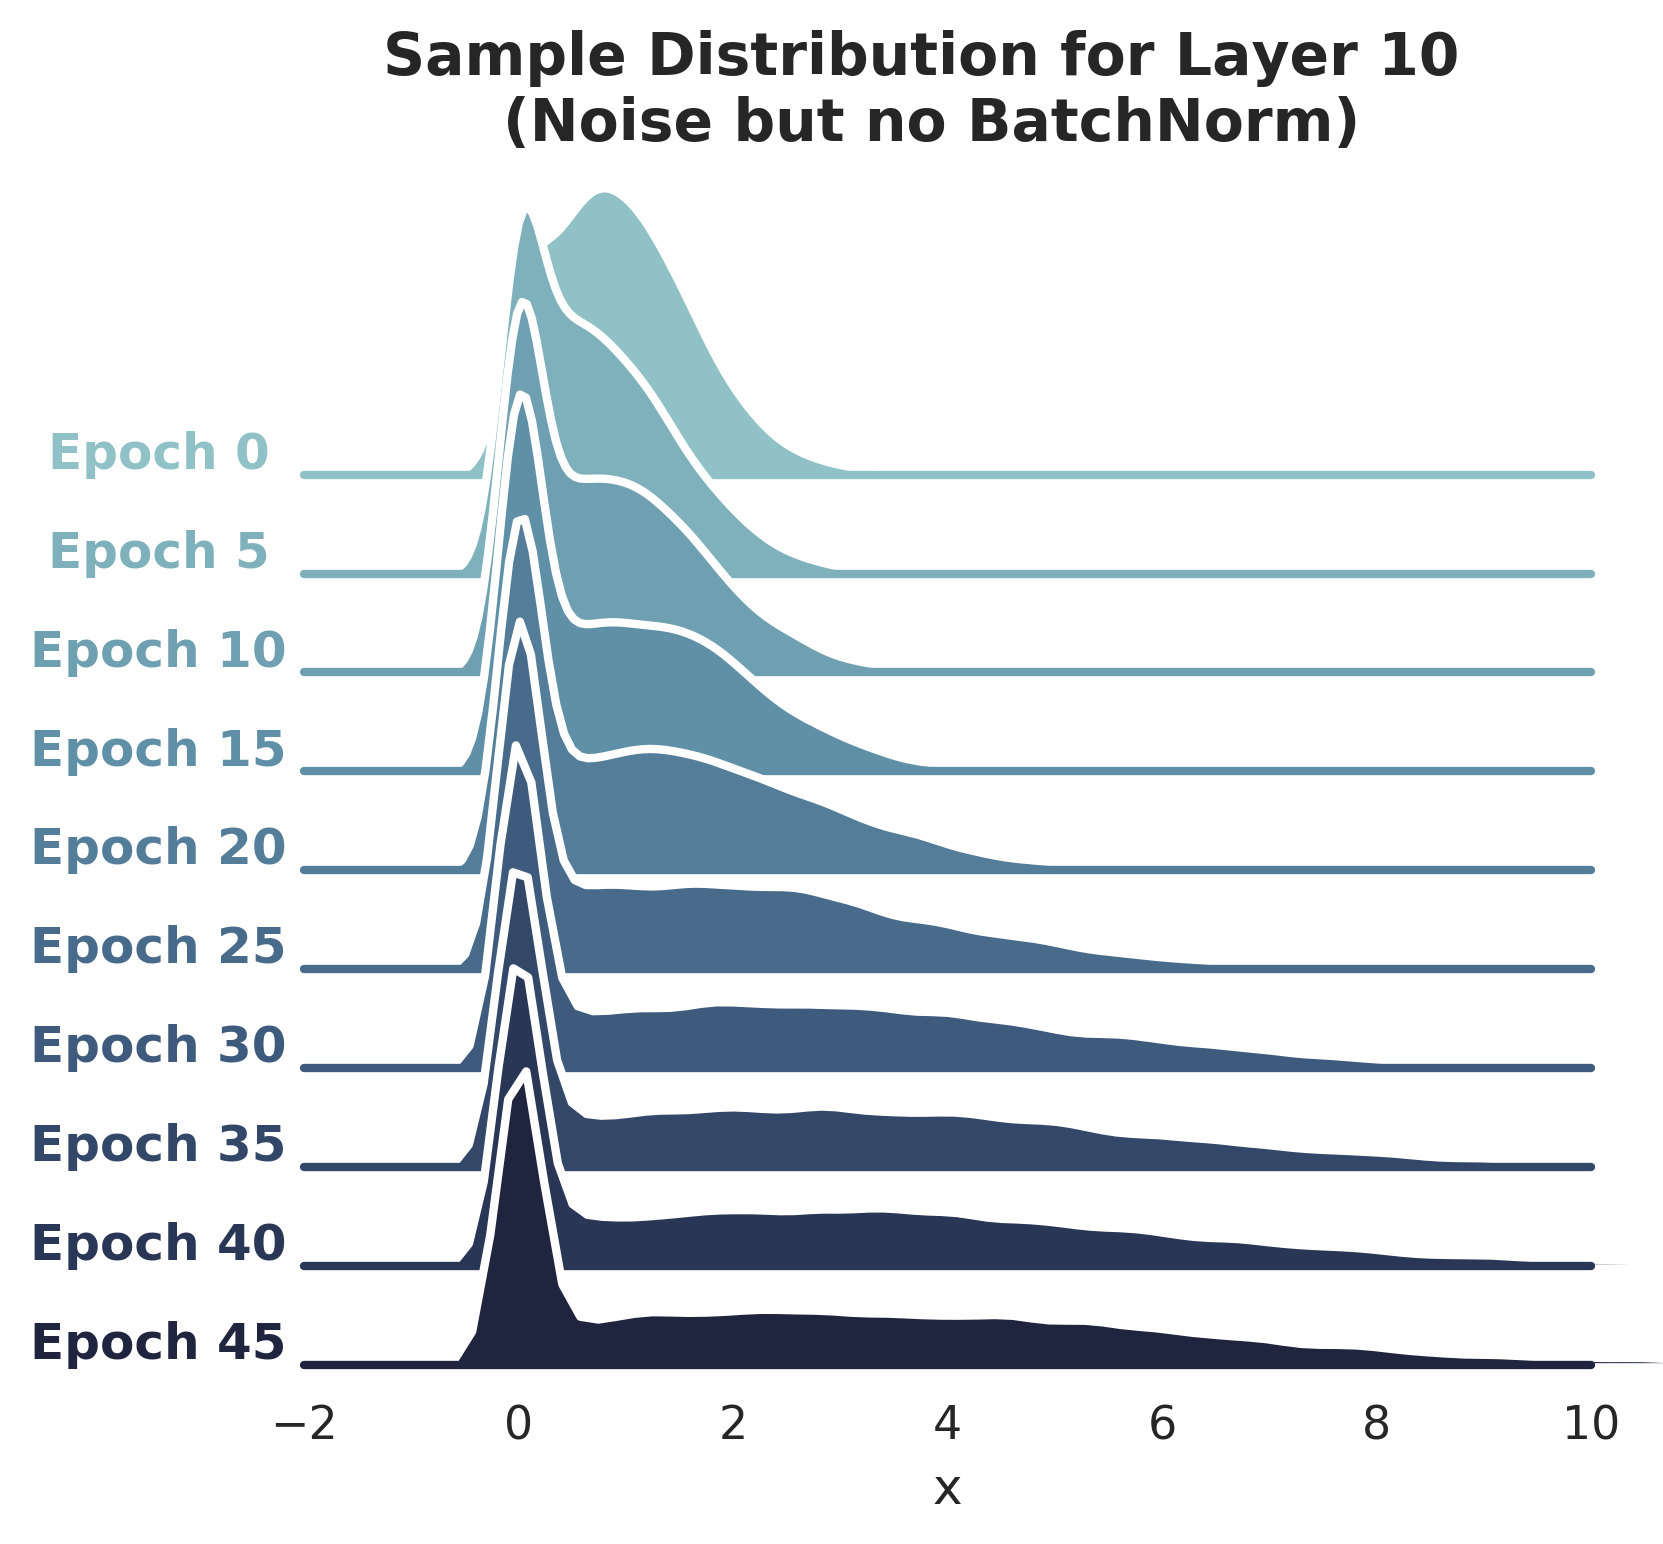 Sample Distribution for Layer 10
(Noise but no BatchNorm)
Epoch 0
Epoch 5
Epoch 10
Epoch 15
Epoch 20
Epoch 25
Epoch 30
Epoch 35
Epoch 40
Epoch 45
−2 0 2 4 6 8 10
x